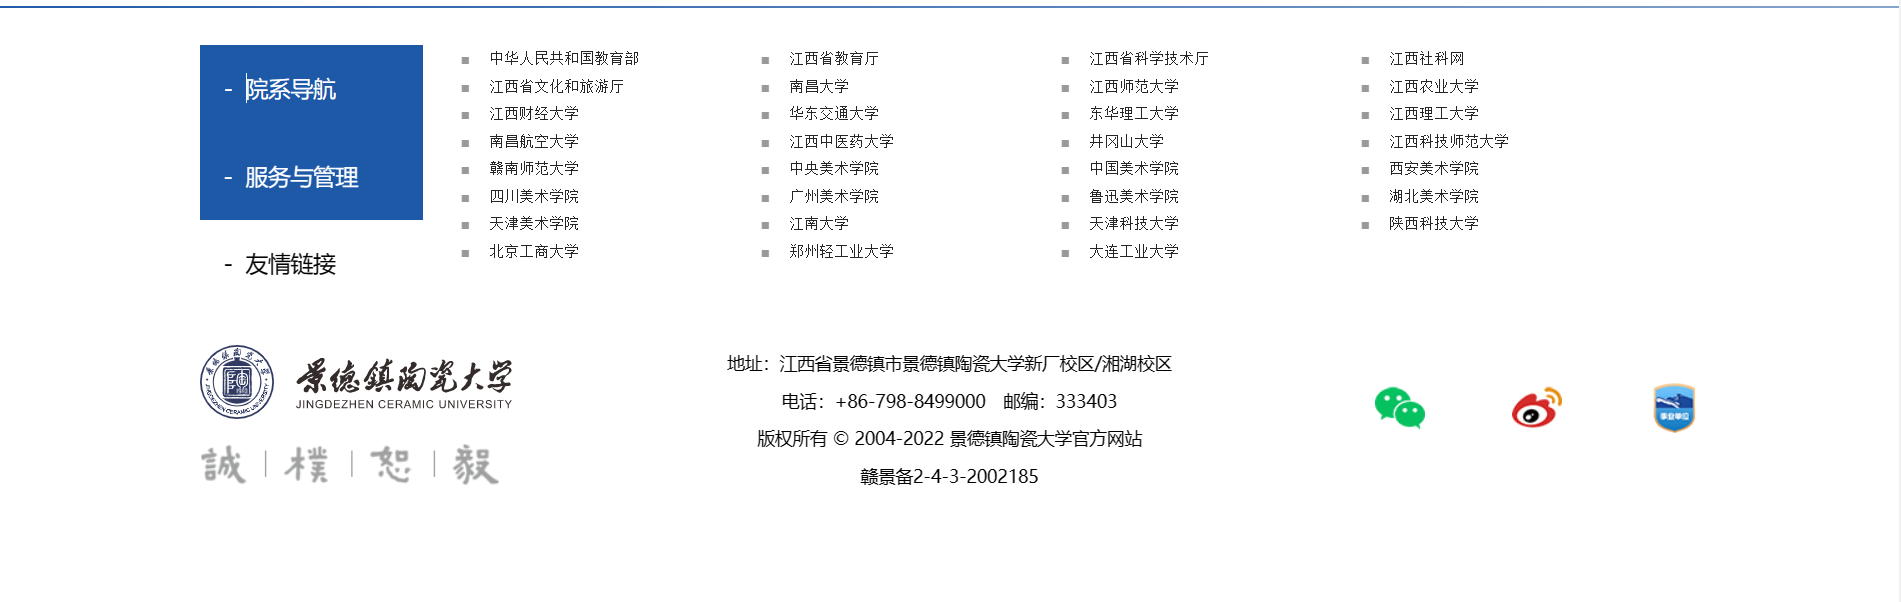 - 院系导航
- 服务与管理
- 友情链接
中华人民共和国教育部 江西省教育厅 江西省科学技术厅 江西社科网
江西省文化和旅游厅 南昌大学 江西师范大学 江西农业大学
江西财经大学 华东交通大学 东华理工大学 江西理工大学
南昌航空大学 江西中医药大学 井冈山大学 江西科技师范大学
赣南师范大学 中央美术学院 中国美术学院 西安美术学院
四川美术学院 广州美术学院 鲁迅美术学院 湖北美术学院
天津美术学院 江南大学 天津科技大学 陕西科技大学
北京工商大学 郑州轻工业大学 大连工业大学
景德镇陶瓷大学
JINGDEZHEN CERAMIC UNIVERSITY
誠 | 樸 | 恕 | 毅
地址：江西省景德镇市景德镇陶瓷大学新厂校区/湘湖校区
电话：+86-798-8499000 邮编：333403
版权所有 © 2004-2022 景德镇陶瓷大学官方网站
赣景备2-4-3-2002185
事业单位